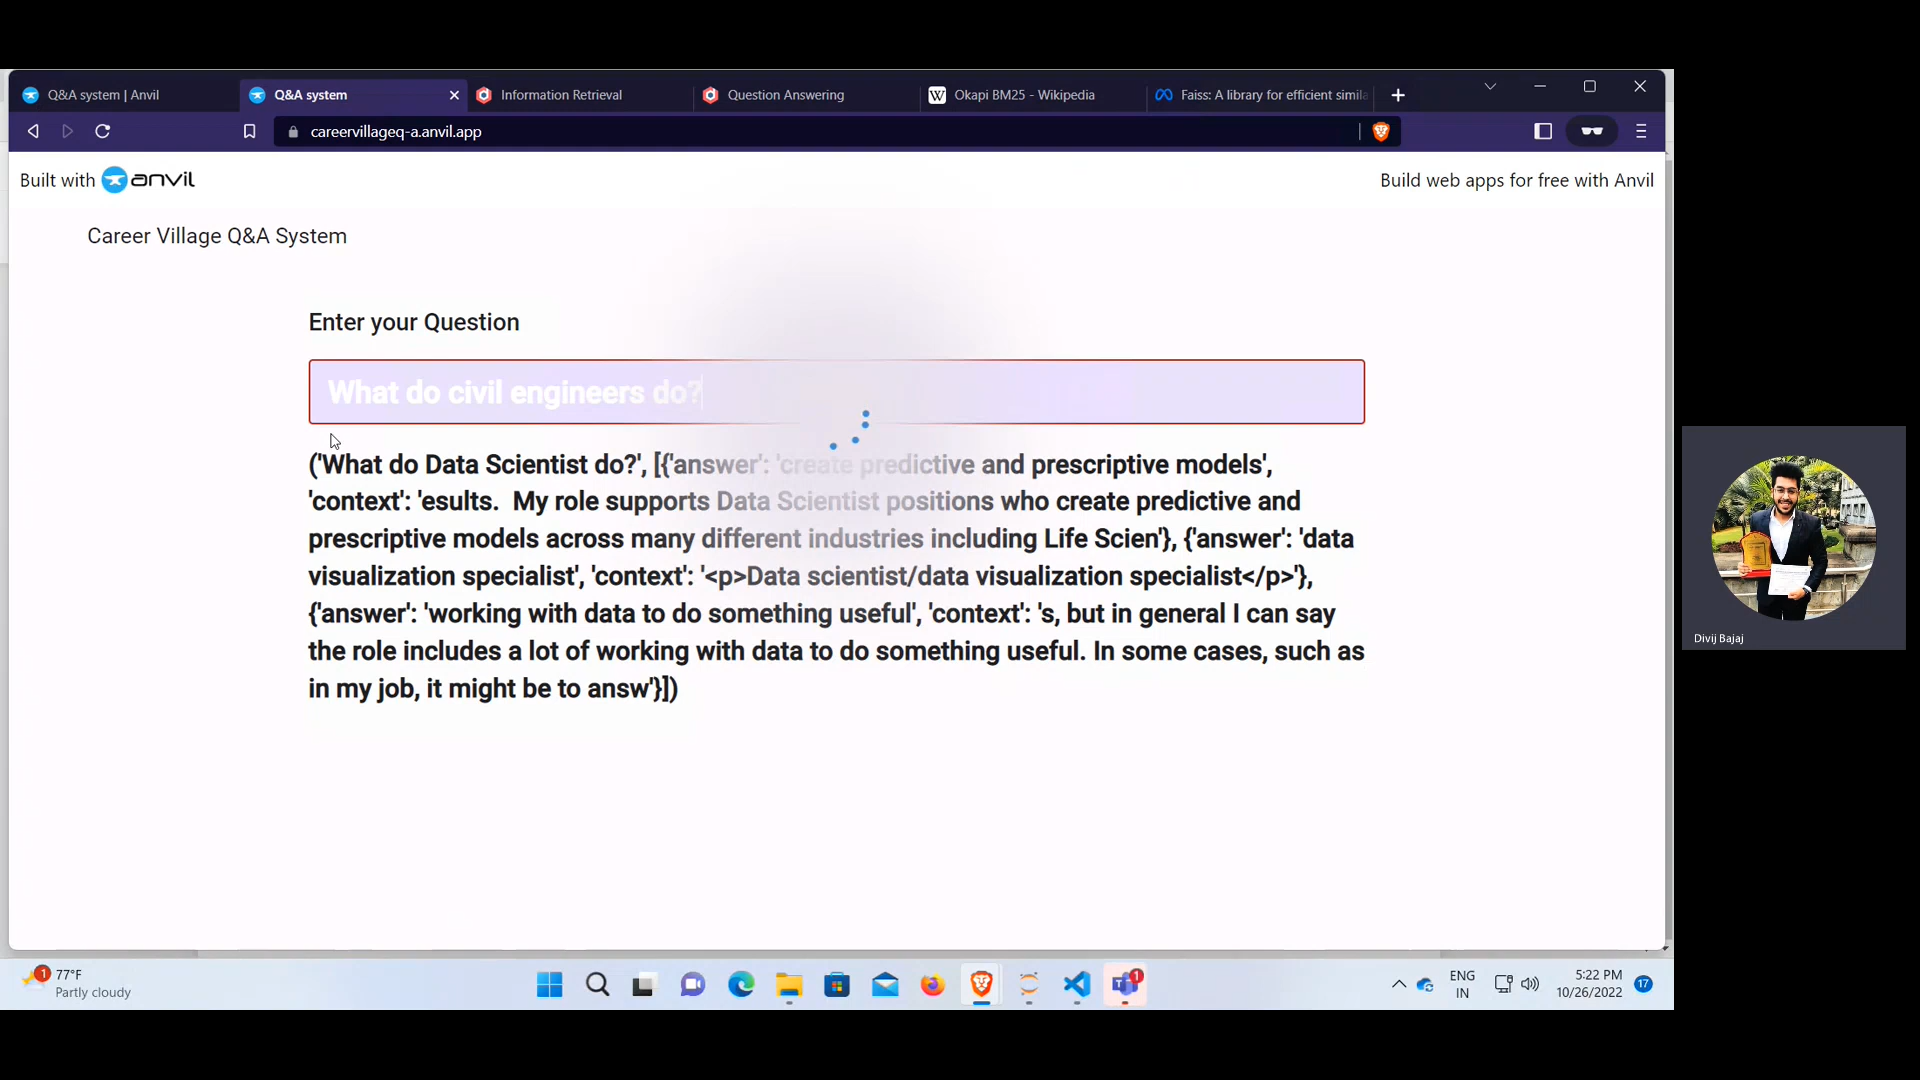 Q&A system | Anvil
Q&A system
Information Retrieval
Question Answering
W Okapi BM25 - Wikipedia
Faiss: A library for efficient simila
careervillageq-a.anvil.app
Built with anvil
Build web apps for free with Anvil
Career Village Q&A System
Enter your Question
What do civil engineers do?
('What do Data Scientist do?', [{'answer': 'create predictive and prescriptive models',
'context': 'esults.  My role supports Data Scientist positions who create predictive and
prescriptive models across many different industries including Life Scien'}, {'answer': 'data
visualization specialist', 'context': '<p>Data scientist/data visualization specialist</p>'},
{'answer': 'working with data to do something useful', 'context': 's, but in general I can say
the role includes a lot of working with data to do something useful. In some cases, such as
in my job, it might be to answ'}])
Divij Bajaj
1
77°F
Partly cloudy
1
ENG
IN
5:22 PM
10/26/2022
17